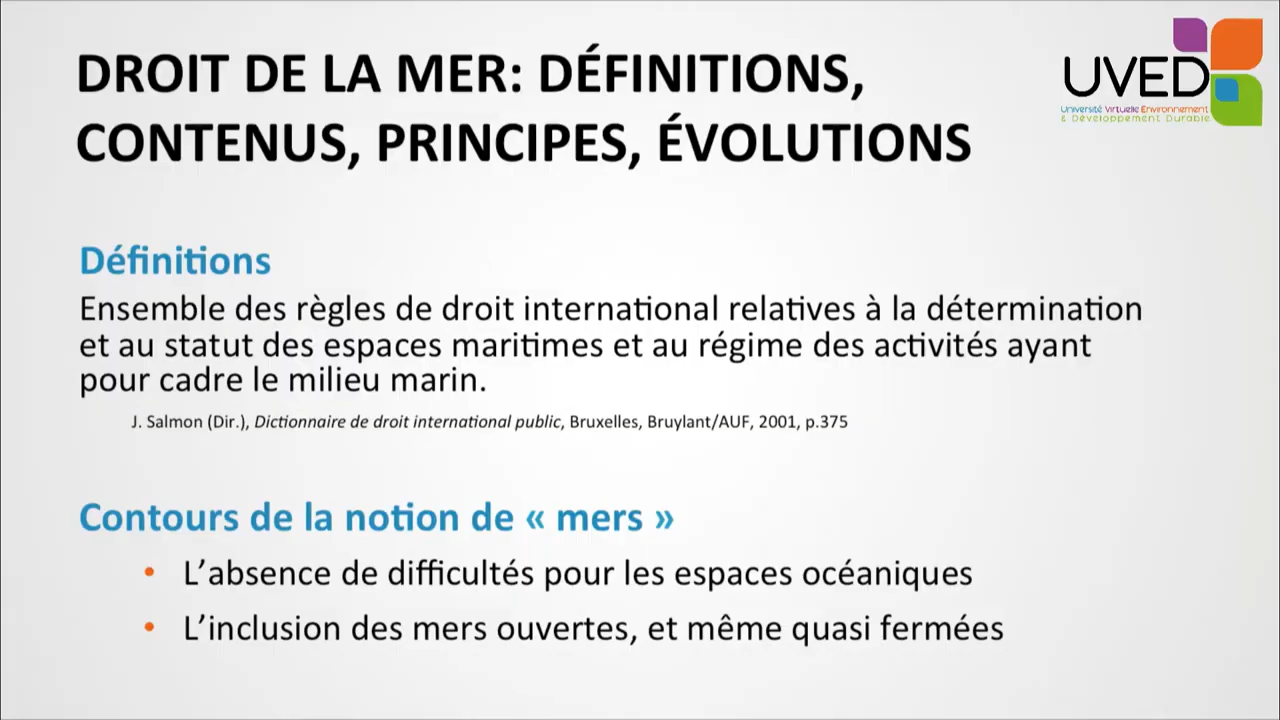 DROIT DE LA MER: DÉFINITIONS,
CONTENUS, PRINCIPES, ÉVOLUTIONS
UVED
Université Virtuelle Environnement
& Développement Durable
Définitions
Ensemble des règles de droit international relatives à la détermination
et au statut des espaces maritimes et au régime des activités ayant
pour cadre le milieu marin.
J. Salmon (Dir.), Dictionnaire de droit international public, Bruxelles, Bruylant/AUF, 2001, p.375
Contours de la notion de « mers »
• L’absence de difficultés pour les espaces océaniques
• L’inclusion des mers ouvertes, et même quasi fermées